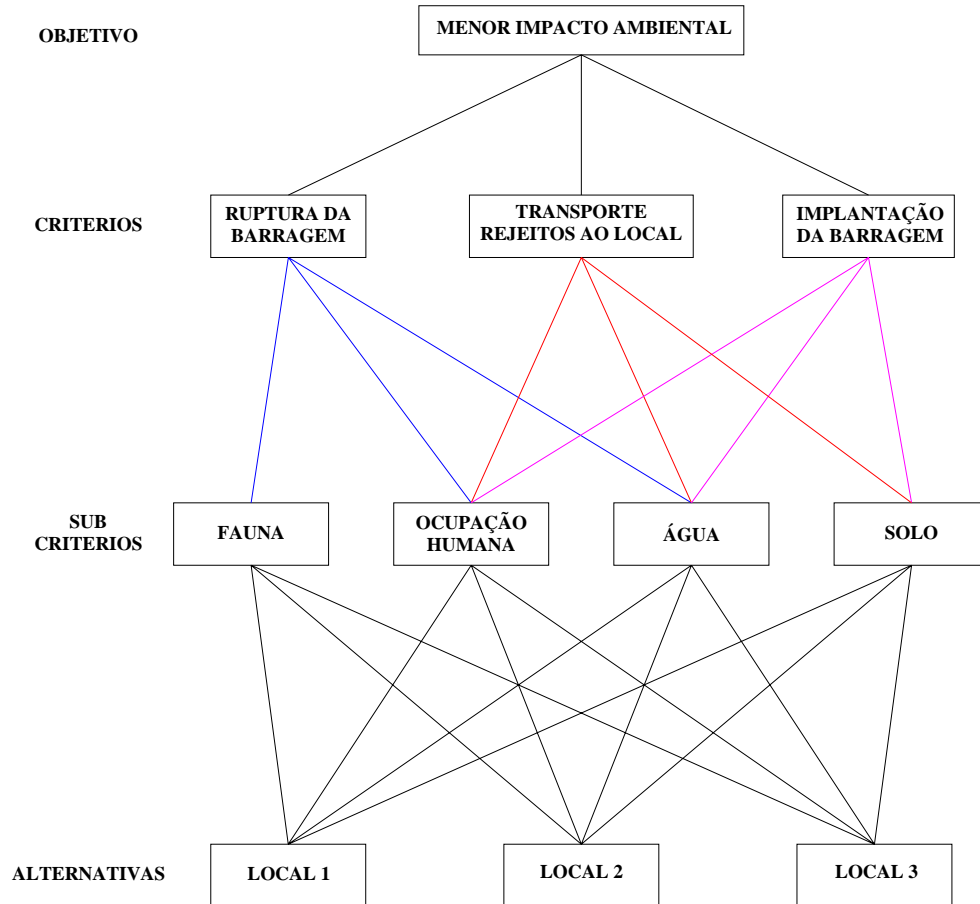 OBJETIVO
MENOR IMPACTO AMBIENTAL
CRITERIOS
RUPTURA DA
BARRAGEM
TRANSPORTE
REJEITOS AO LOCAL
IMPLANTAÇÃO
DA BARRAGEM
SUB
CRITERIOS
FAUNA
OCUPAÇÃO
HUMANA
ÁGUA
SOLO
ALTERNATIVAS
LOCAL 1
LOCAL 2
LOCAL 3